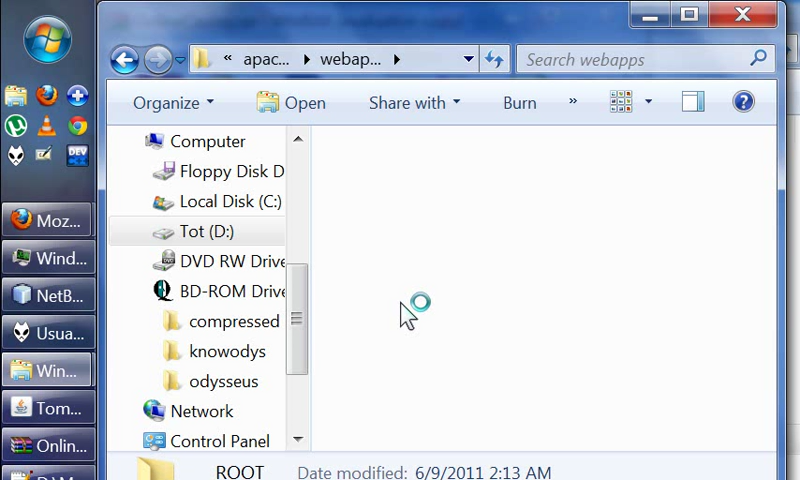 « apac... webap...
Search webapps
Organize Open Share with Burn »
DEV
Computer
Floppy Disk D
Local Disk (C:)
Tot (D:)
DVD RW Drive
BD-ROM Drive
compressed
knowodys
odysseus
Network
Control Panel
ROOT Date modified: 6/9/2011 2:13 AM
Moz...
Wind...
NetB...
Usua...
Win...
Tom...
Onlin...